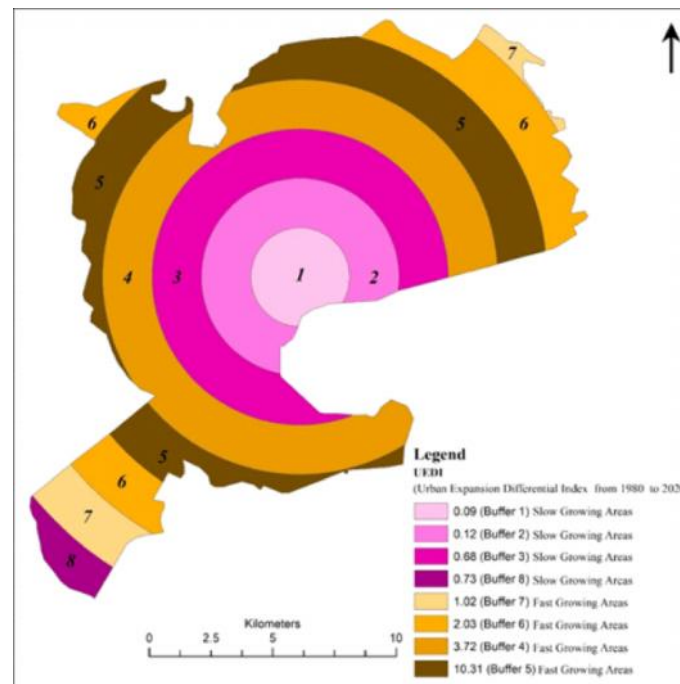 7
6
5
6
5
4
3
1
2
5
6
7
8
Legend
UEDI
(Urban Expansion Differential Index from 1980 to 202
0.09 (Buffer 1) Slow Growing Areas
0.12 (Buffer 2) Slow Growing Areas
0.68 (Buffer 3) Slow Growing Areas
0.73 (Buffer 8) Slow Growing Areas
1.02 (Buffer 7) Fast Growing Areas
2.03 (Buffer 6) Fast Growing Areas
3.72 (Buffer 4) Fast Growing Areas
10.31 (Buffer 5) Fast Growing Areas
Kilometers
0 2.5 5 10